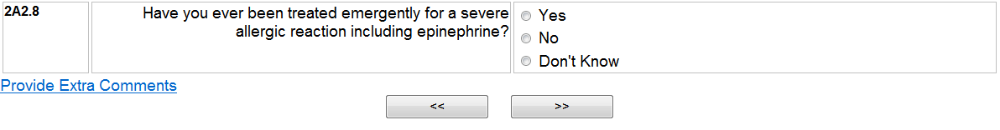 2A2.8
Have you ever been treated emergently for a severe
allergic reaction including epinephrine?
Yes
No
Don't Know
Provide Extra Comments
<<
>>